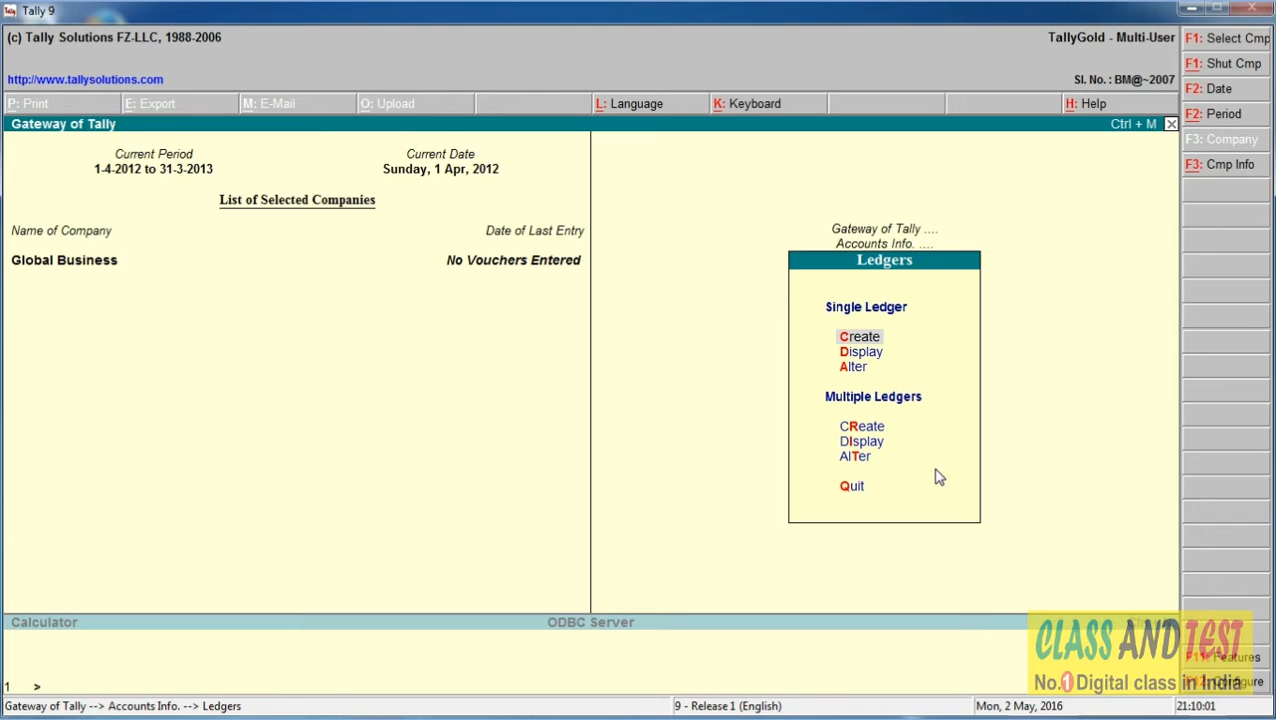 Tally 9
(c) Tally Solutions FZ-LLC, 1988-2006
TallyGold - Multi-User
http://www.tallysolutions.com
Sl. No. : BM@~2007
P: Print
E: Export
M: E-Mail
O: Upload
L: Language
K: Keyboard
H: Help
Gateway of Tally
Ctrl + M
Current Period
1-4-2012 to 31-3-2013
Current Date
Sunday, 1 Apr, 2012
List of Selected Companies
Name of Company
Date of Last Entry
Global Business
No Vouchers Entered
Gateway of Tally ....
Accounts Info. ....
Ledgers
Single Ledger
Create
Display
Alter
Multiple Ledgers
CReate
DIsplay
AlTer
Quit
F1: Select Cmp
F1: Shut Cmp
F2: Date
F2: Period
F3: Company
F3: Cmp Info
F11: Features
F12: Configure
Calculator
ODBC Server
1 >
CLASS AND TEST
No.1 Digital class in India
Gateway of Tally --> Accounts Info. --> Ledgers
9 - Release 1 (English)
Mon, 2 May, 2016
21:10:01